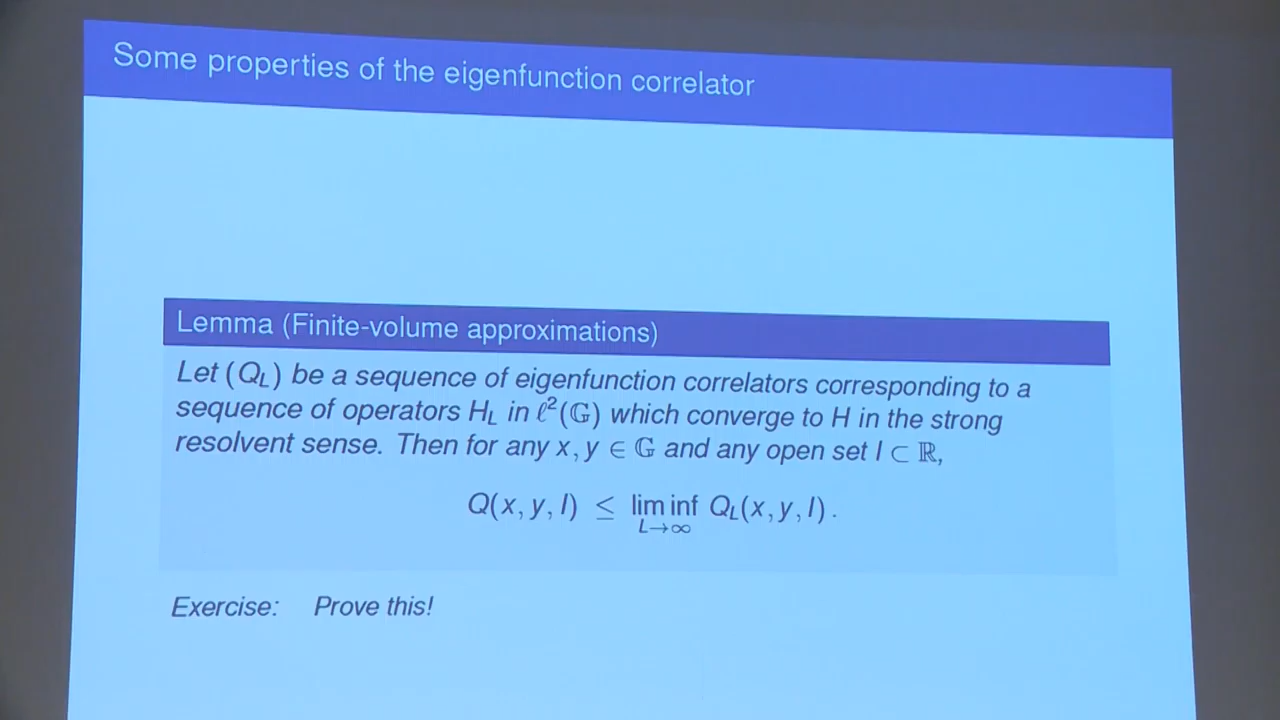 Some properties of the eigenfunction correlator
Lemma (Finite-volume approximations)
Let (Q_L) be a sequence of eigenfunction correlators corresponding to a
sequence of operators H_L in ℓ²(𝔾) which converge to H in the strong
resolvent sense. Then for any x, y ∈ 𝔾 and any open set I ⊂ ℝ,
Q(x, y, I) ≤ lim inf_{L→∞} Q_L(x, y, I) .
Exercise: Prove this!